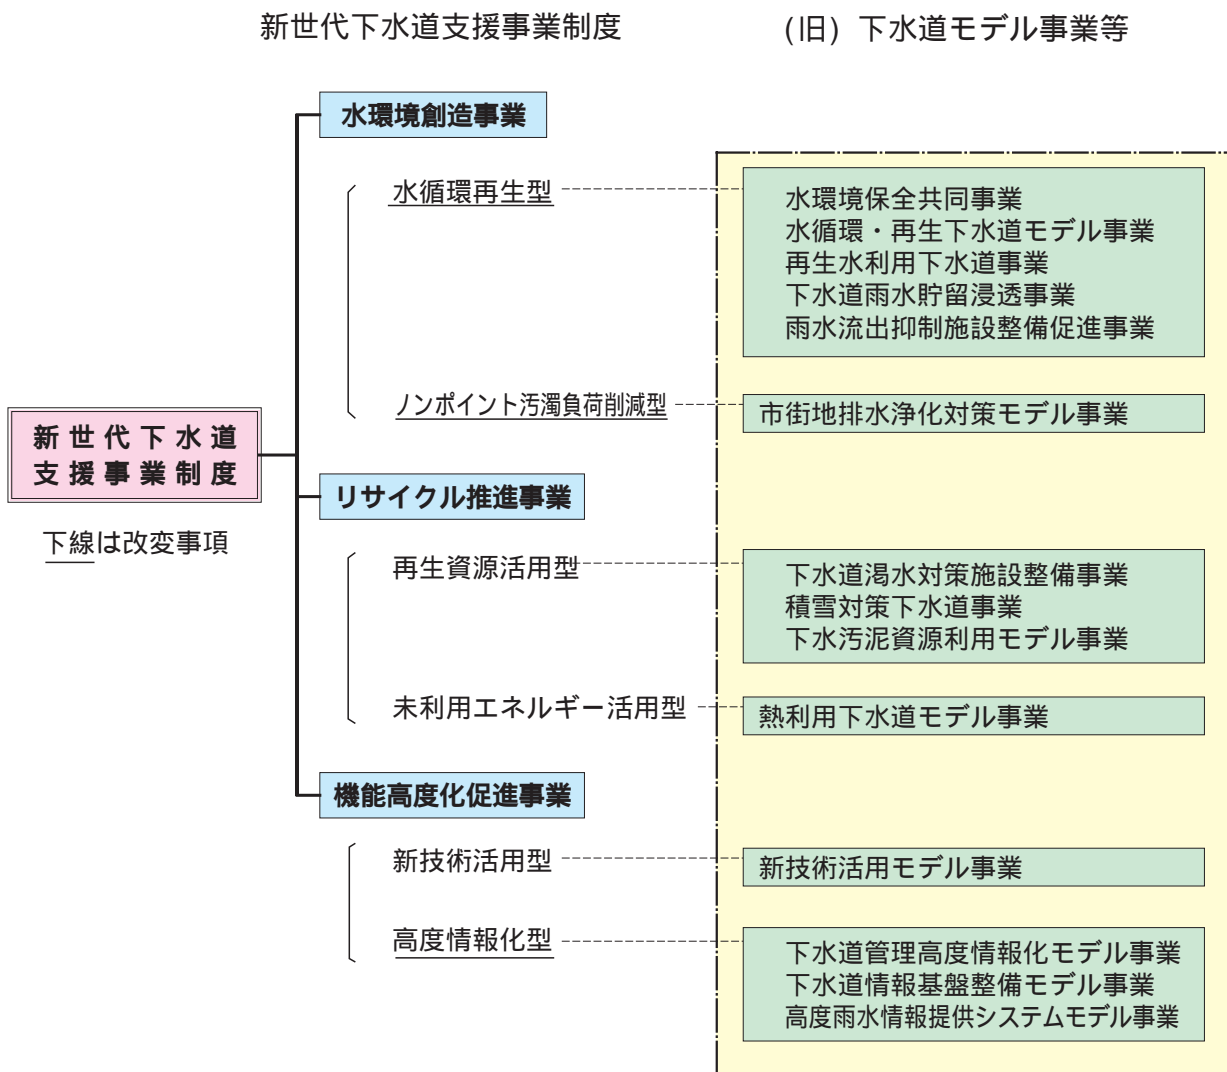 新世代下水道支援事業制度
(旧) 下水道モデル事業等
水環境創造事業
水循環再生型
水環境保全共同事業
水循環・再生下水道モデル事業
再生水利用下水道事業
下水道雨水貯留浸透事業
雨水流出抑制施設整備促進事業
ノンポイント汚濁負荷削減型
市街地排水浄化対策モデル事業
新世代下水道
支援事業制度
下線は改変事項
リサイクル推進事業
再生資源活用型
下水道渇水対策施設整備事業
積雪対策下水道事業
下水汚泥資源利用モデル事業
未利用エネルギー活用型
熱利用下水道モデル事業
機能高度化促進事業
新技術活用型
新技術活用モデル事業
高度情報化型
下水道管理高度情報化モデル事業
下水道情報基盤整備モデル事業
高度雨水情報提供システムモデル事業